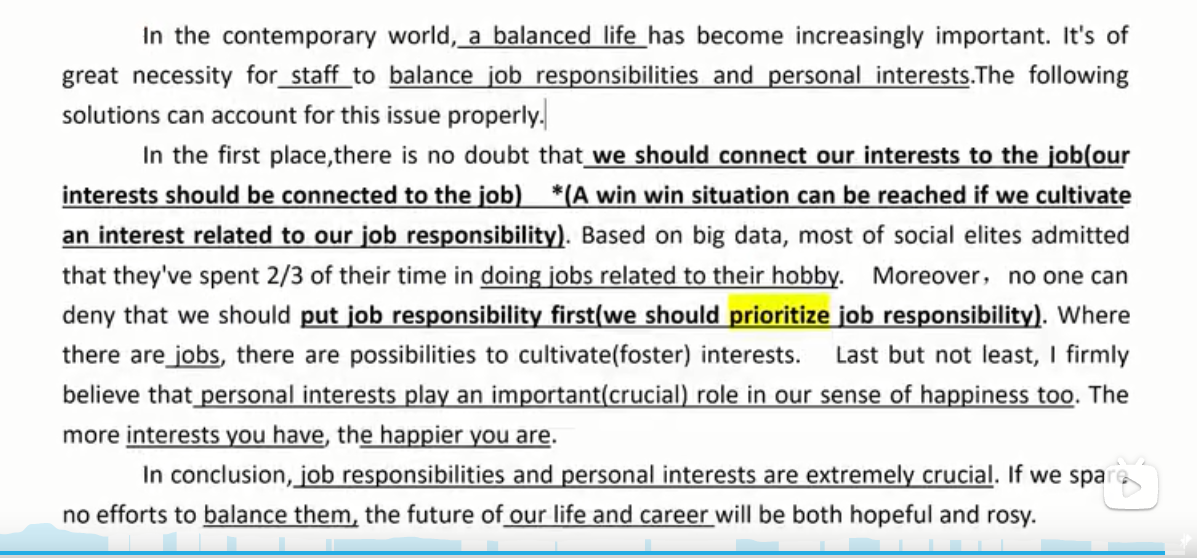 In the contemporary world, a balanced life has become increasingly important. It's of
great necessity for staff to balance job responsibilities and personal interests.The following
solutions can account for this issue properly.
In the first place,there is no doubt that we should connect our interests to the job(our
interests should be connected to the job) *(A win win situation can be reached if we cultivate
an interest related to our job responsibility). Based on big data, most of social elites admitted
that they've spent 2/3 of their time in doing jobs related to their hobby. Moreover，no one can
deny that we should put job responsibility first(we should prioritize job responsibility). Where
there are jobs, there are possibilities to cultivate(foster) interests. Last but not least, I firmly
believe that personal interests play an important(crucial) role in our sense of happiness too. The
more interests you have, the happier you are.
In conclusion, job responsibilities and personal interests are extremely crucial. If we spare
no efforts to balance them, the future of our life and career will be both hopeful and rosy.